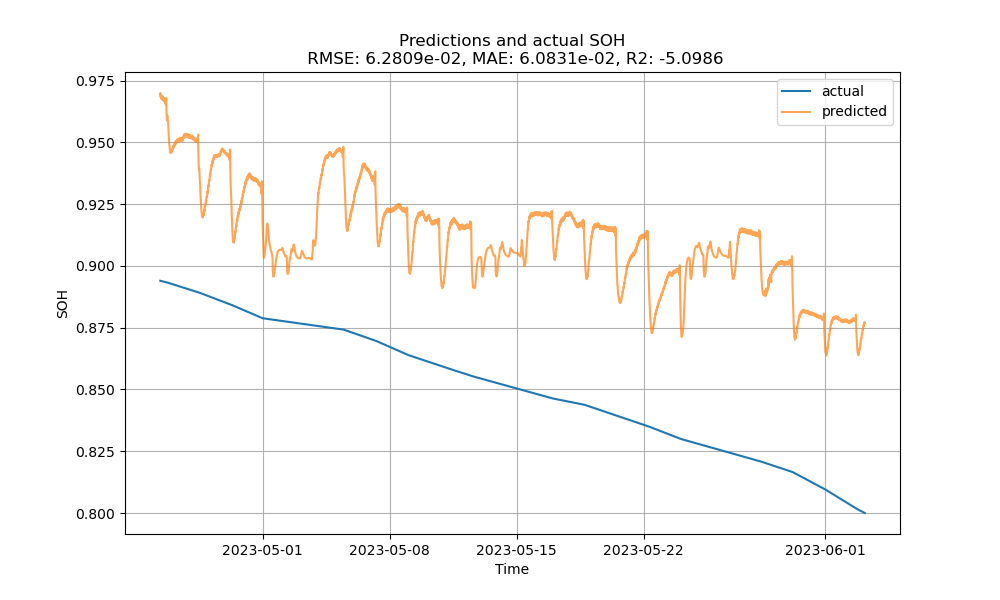 Predictions and actual SOH
RMSE: 6.2809e-02, MAE: 6.0831e-02, R2: -5.0986
actual
predicted
0.975
0.950
0.925
0.900
0.875
0.850
0.825
0.800
SOH
2023-05-01
2023-05-08
2023-05-15
2023-05-22
2023-06-01
Time